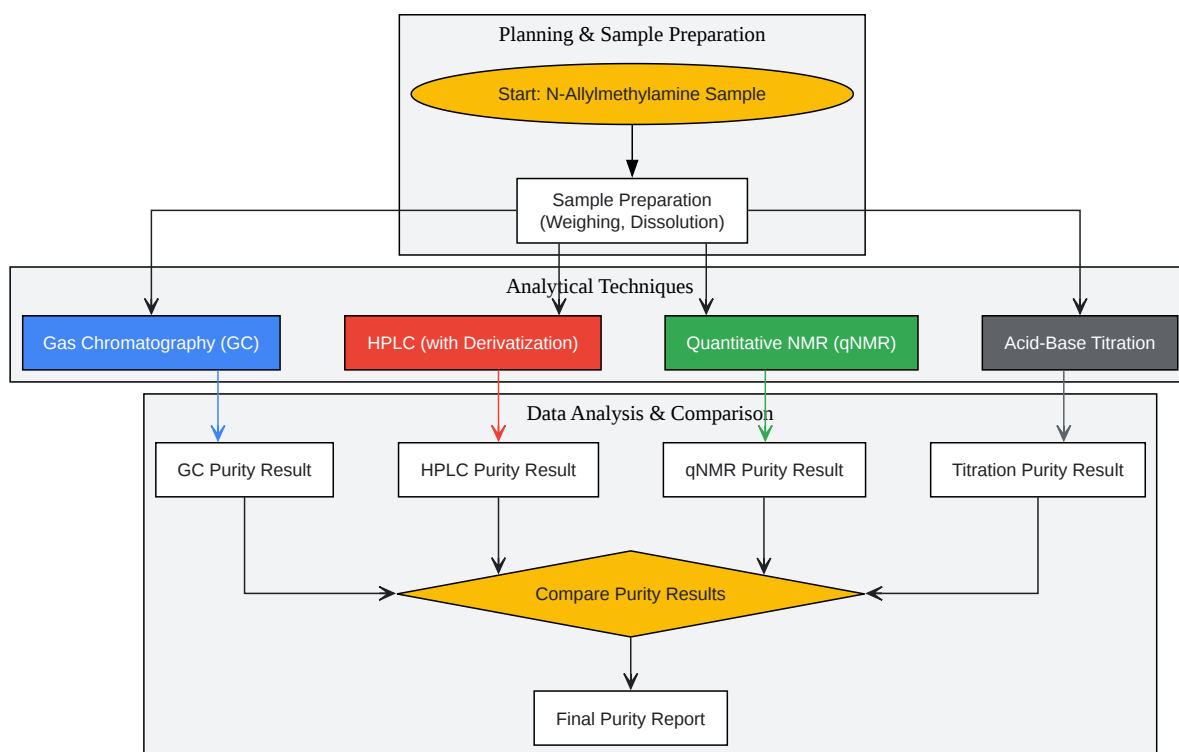 Planning & Sample Preparation
Start: N-Allylmethylamine Sample
Sample Preparation
(Weighing, Dissolution)
Analytical Techniques
Gas Chromatography (GC)
HPLC (with Derivatization)
Quantitative NMR (qNMR)
Acid-Base Titration
Data Analysis & Comparison
GC Purity Result
HPLC Purity Result
qNMR Purity Result
Titration Purity Result
Compare Purity Results
Final Purity Report